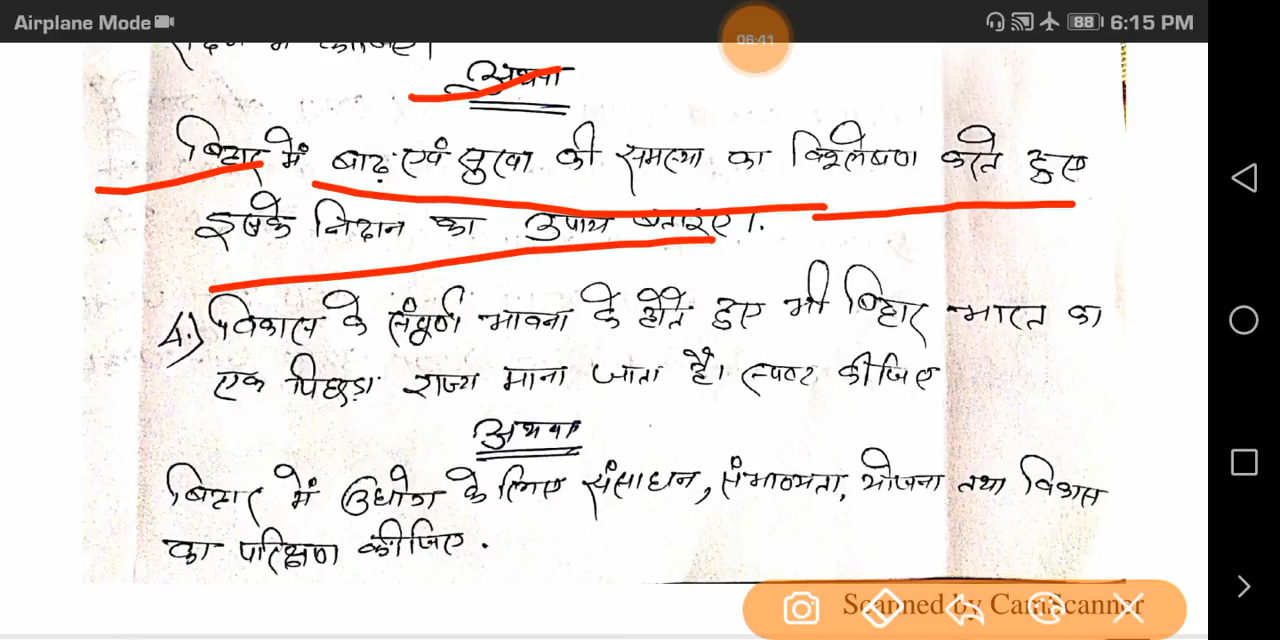 Airplane Mode 88 6:15 PM
06:41
अथवा
बिहार में बाढ़ एवं सुखा की समस्या का विश्लेषण करते हुए
इसके निदान का उपाय बताइए।
4.) विकास के संपूर्ण भावना के होते हुए भी बिहार भारत का
एक पिछड़ा राज्य माना जाता है। स्पष्ट कीजिए
अथवा
बिहार में उद्योग के लिए संसाधन, संभाव्यता, योजना तथा विकास
का परिक्षण कीजिए.
Scanned by CamScanner